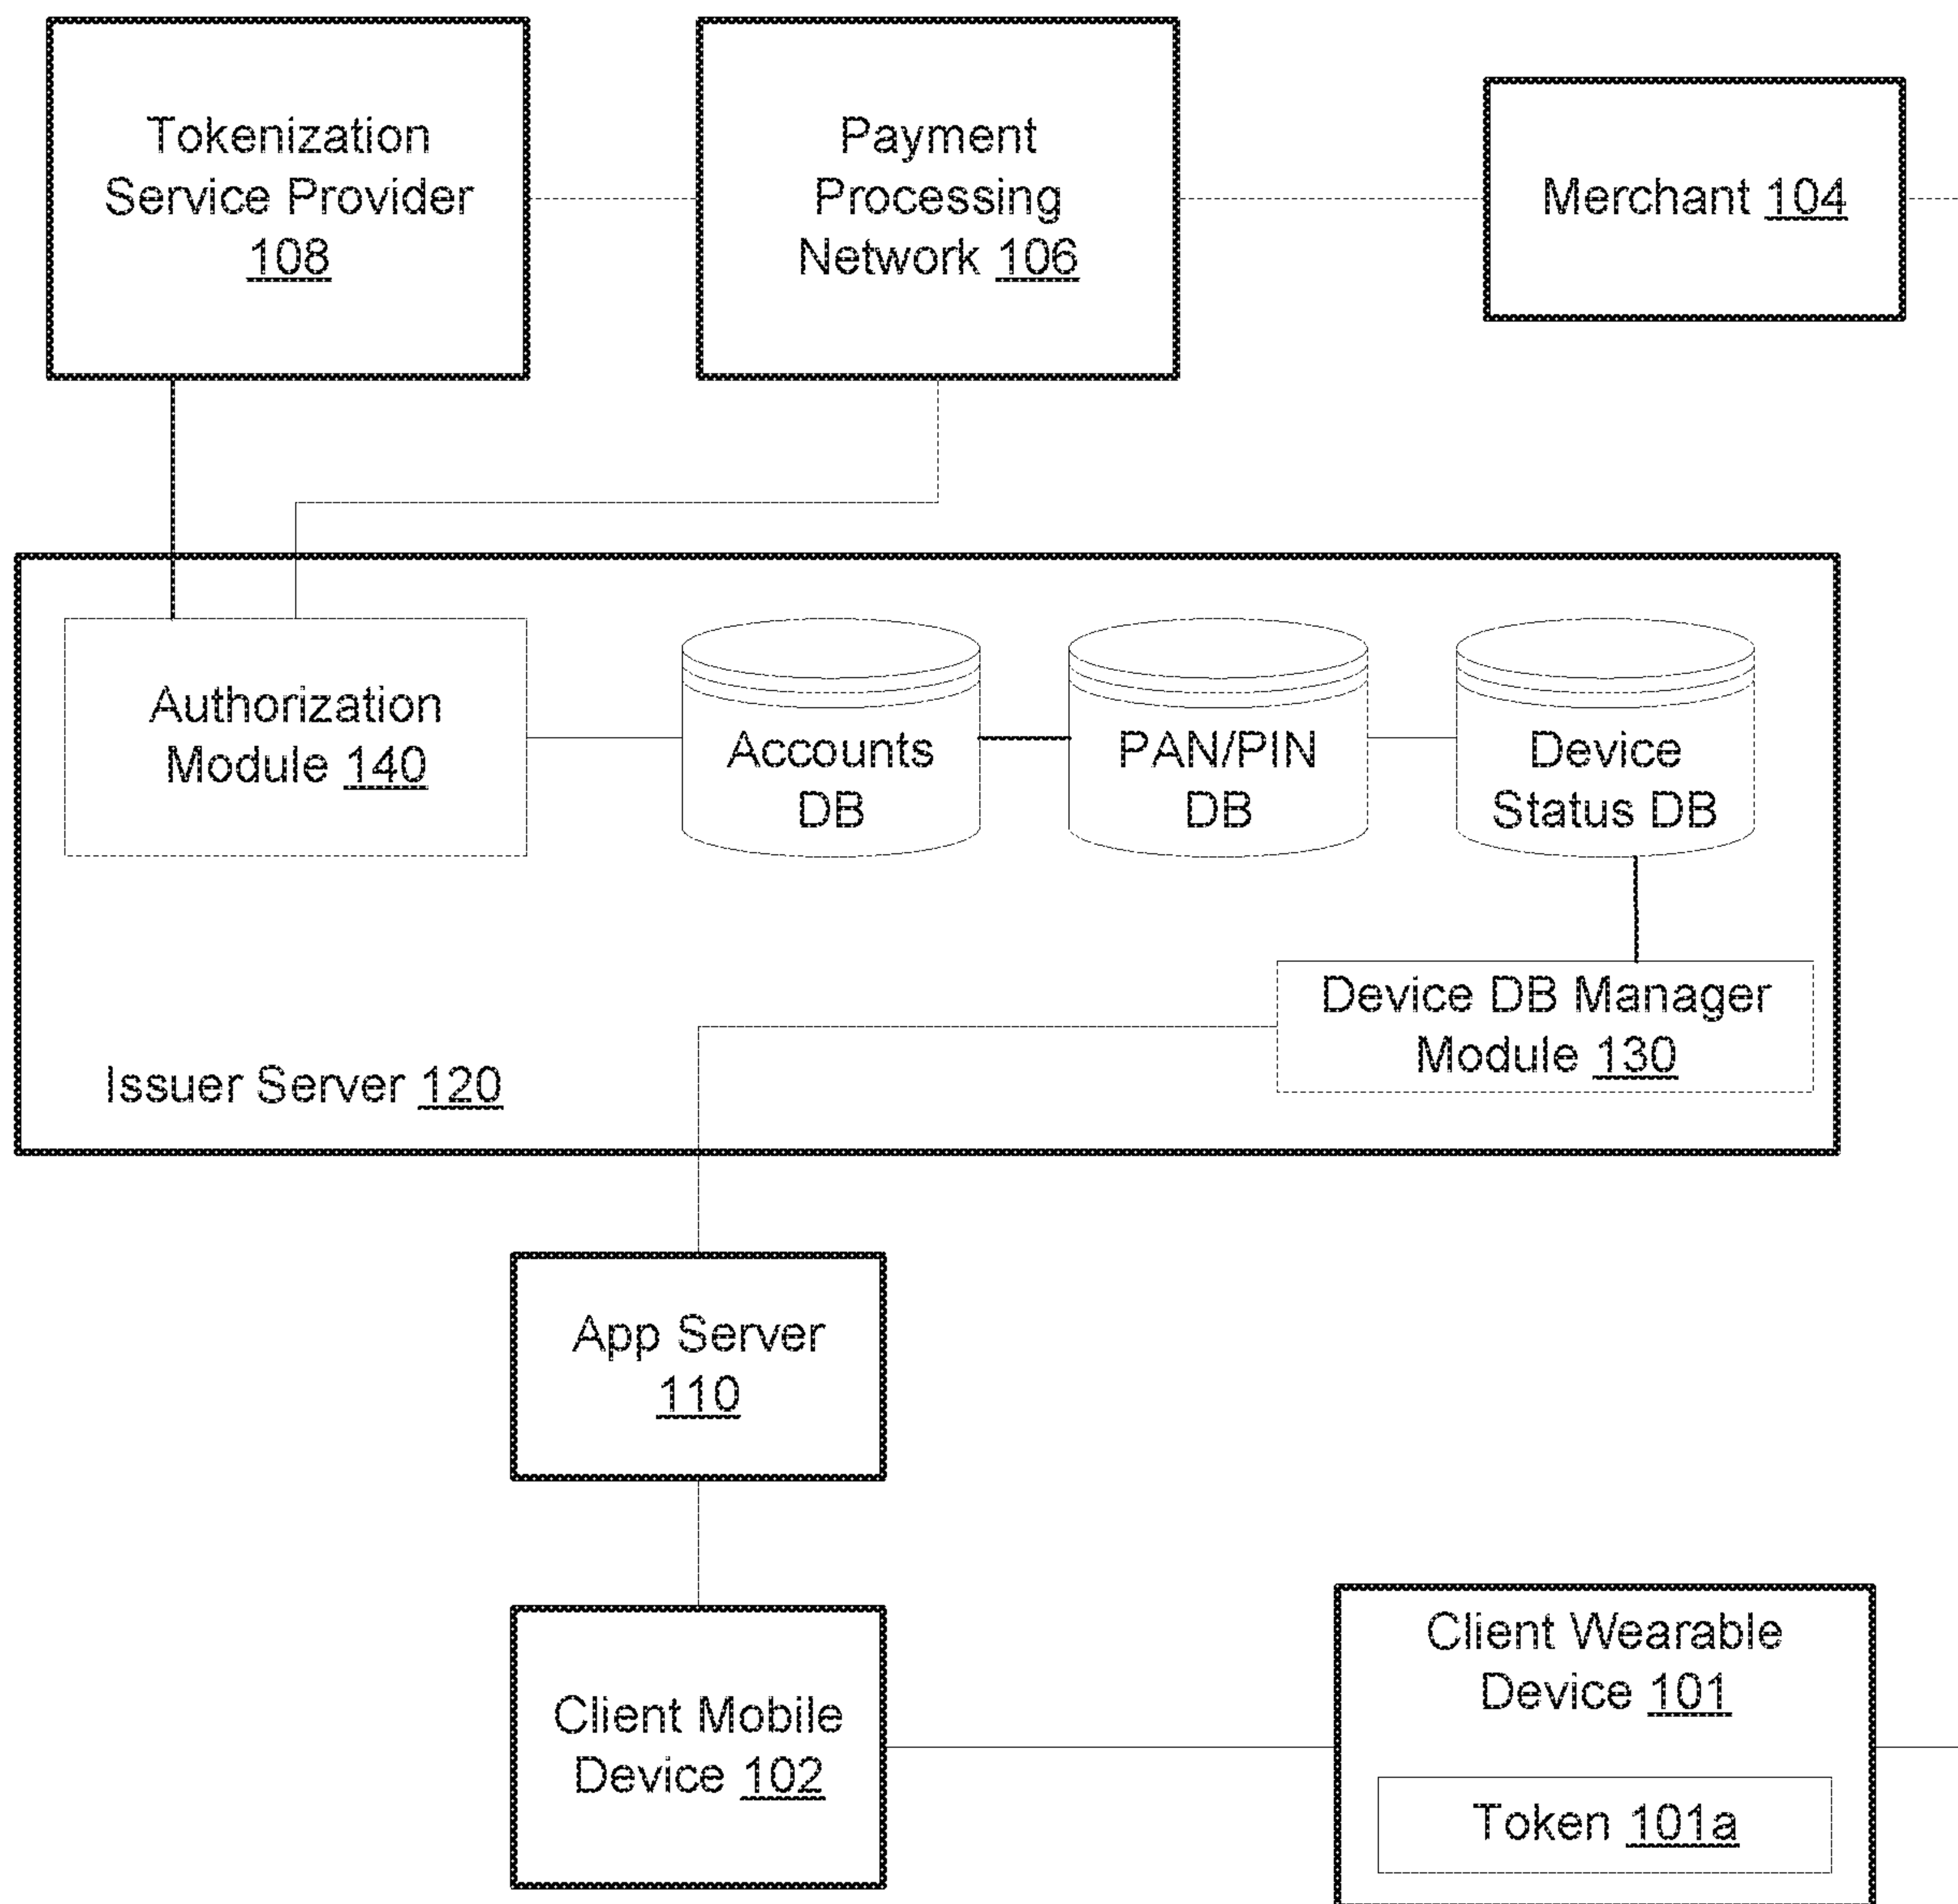 Tokenization
Service Provider
108
Payment
Processing
Network 106
Merchant 104
Authorization
Module 140
Accounts
DB
PAN/PIN
DB
Device
Status DB
Device DB Manager
Module 130
Issuer Server 120
App Server
110
Client Mobile
Device 102
Client Wearable
Device 101
Token 101a